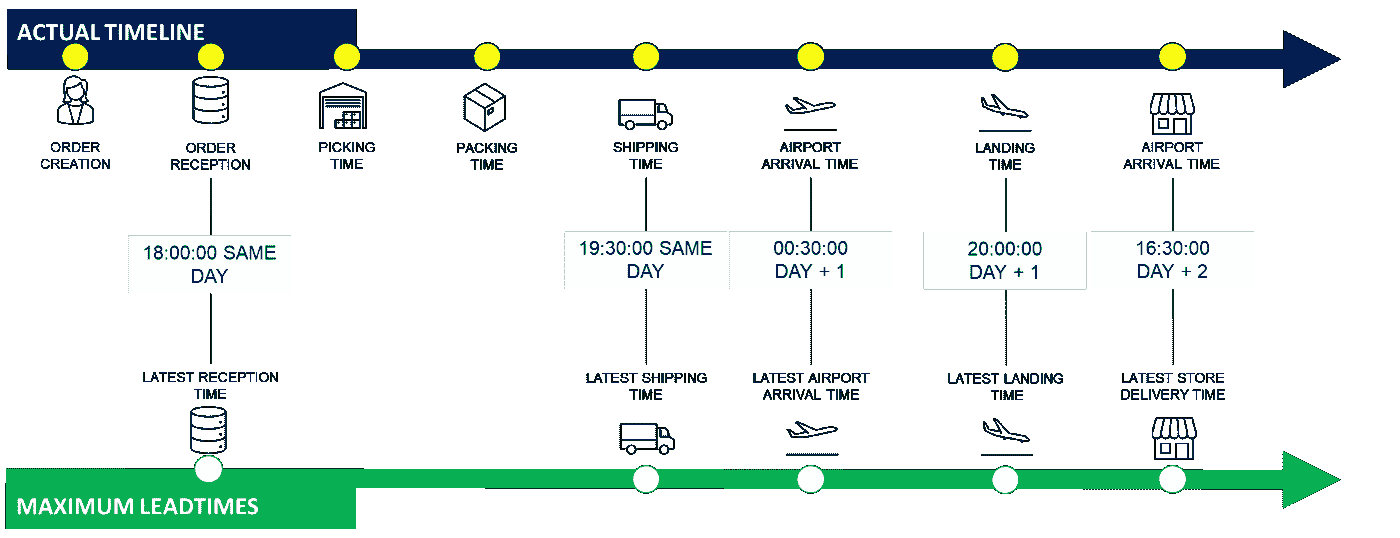 ACTUAL TIMELINE
ORDER
CREATION
ORDER
RECEPTION
PICKING
TIME
PACKING
TIME
SHIPPING
TIME
AIRPORT
ARRIVAL TIME
LANDING
TIME
AIRPORT
ARRIVAL TIME
18:00:00 SAME
DAY
19:30:00 SAME
DAY
00:30:00
DAY + 1
20:00:00
DAY + 1
16:30:00
DAY + 2
LATEST RECEPTION
TIME
LATEST SHIPPING
TIME
LATEST AIRPORT
ARRIVAL TIME
LATEST LANDING
TIME
LATEST STORE
DELIVERY TIME
MAXIMUM LEADTIMES